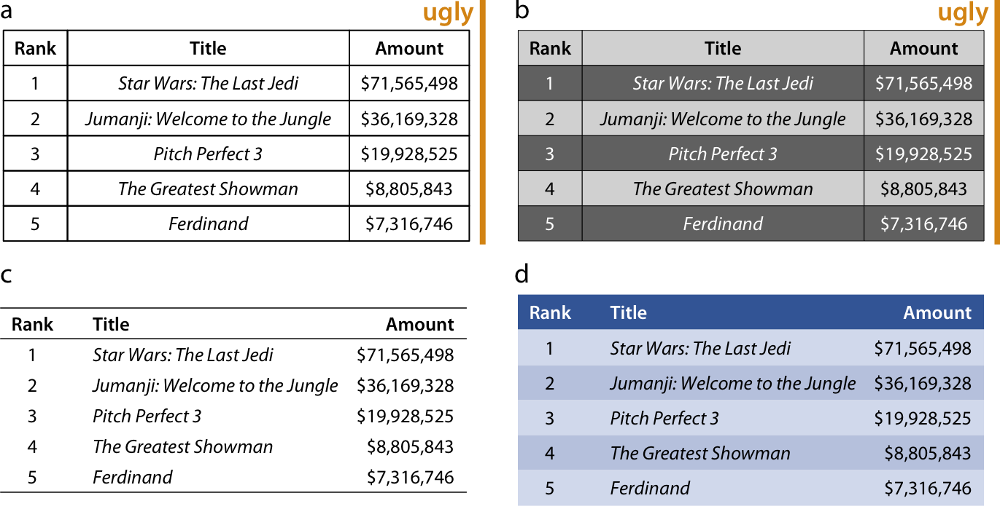 a ugly
Rank Title Amount
1 Star Wars: The Last Jedi $71,565,498
2 Jumanji: Welcome to the Jungle $36,169,328
3 Pitch Perfect 3 $19,928,525
4 The Greatest Showman $8,805,843
5 Ferdinand $7,316,746
b ugly
Rank Title Amount
1 Star Wars: The Last Jedi $71,565,498
2 Jumanji: Welcome to the Jungle $36,169,328
3 Pitch Perfect 3 $19,928,525
4 The Greatest Showman $8,805,843
5 Ferdinand $7,316,746
c
Rank Title Amount
1 Star Wars: The Last Jedi $71,565,498
2 Jumanji: Welcome to the Jungle $36,169,328
3 Pitch Perfect 3 $19,928,525
4 The Greatest Showman $8,805,843
5 Ferdinand $7,316,746
d
Rank Title Amount
1 Star Wars: The Last Jedi $71,565,498
2 Jumanji: Welcome to the Jungle $36,169,328
3 Pitch Perfect 3 $19,928,525
4 The Greatest Showman $8,805,843
5 Ferdinand $7,316,746